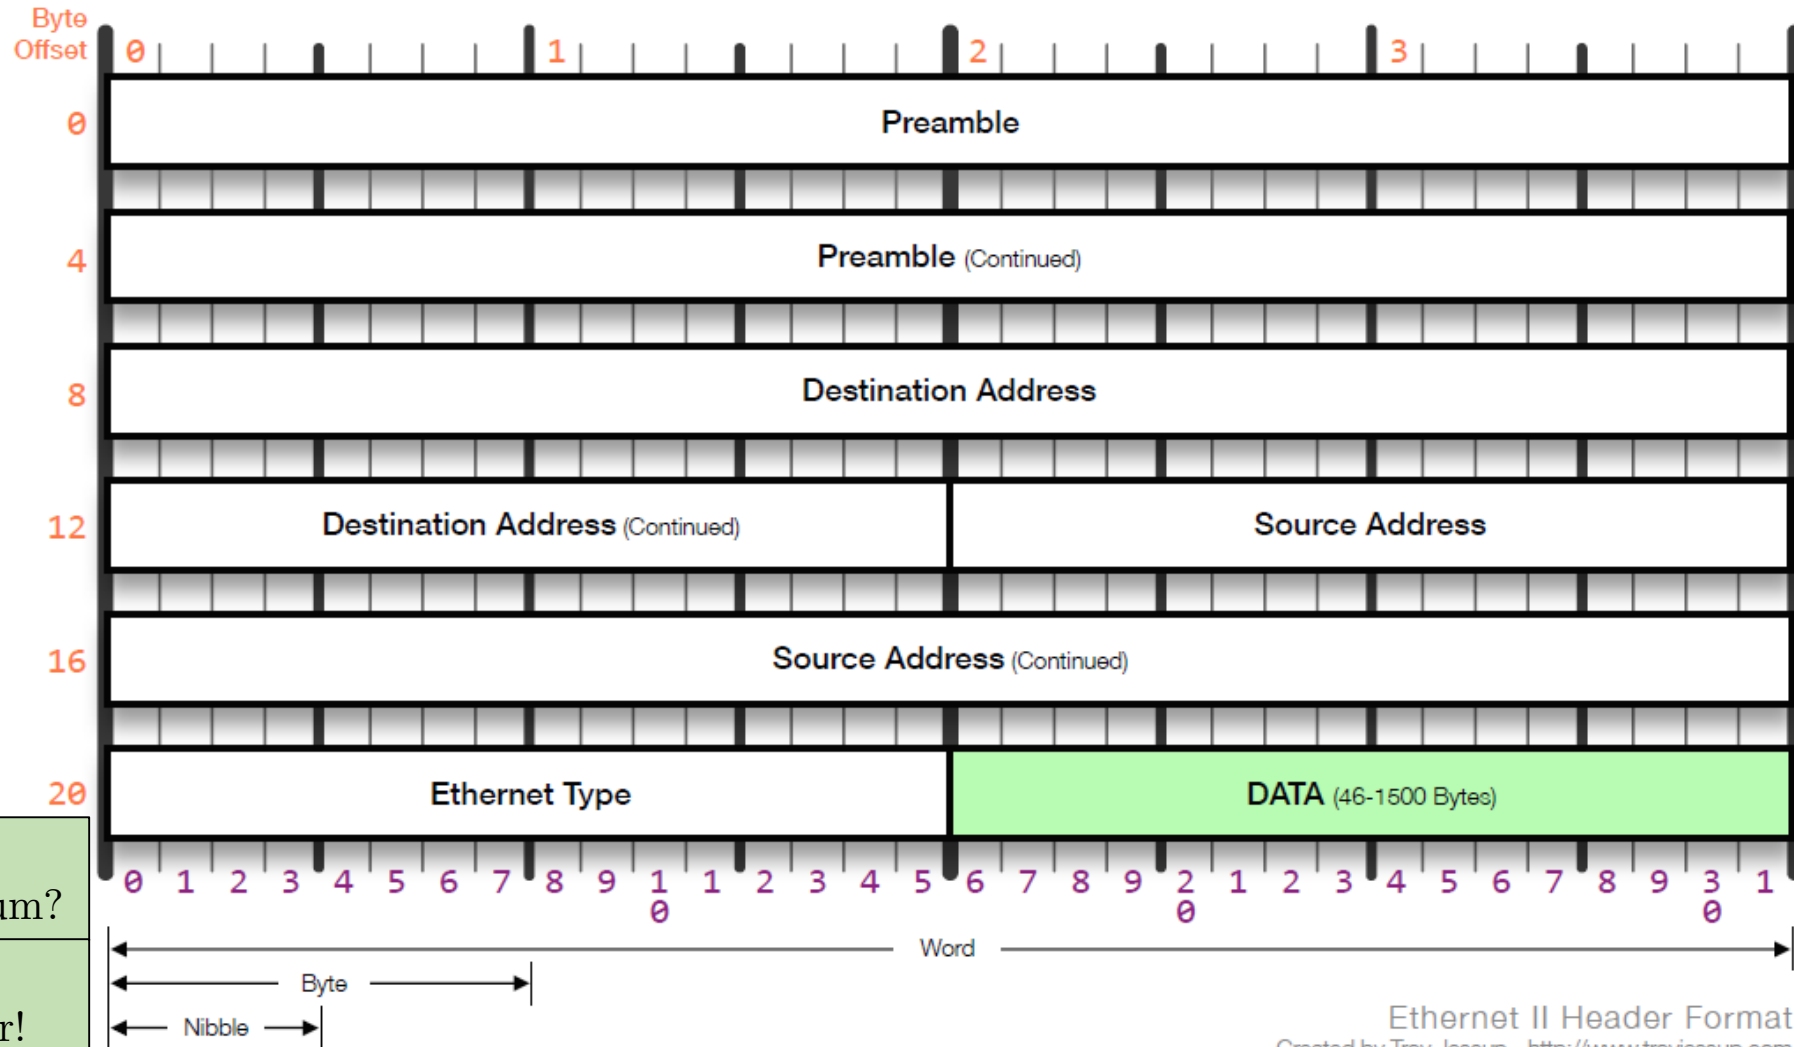 Byte
Offset
0 1 2 3
0
Preamble
4
Preamble (Continued)
8
Destination Address
12
Destination Address (Continued) Source Address
16
Source Address (Continued)
20
Ethernet Type DATA (46-1500 Bytes)
0 1 2 3 4 5 6 7 8 9 1 1 2 3 4 5 6 7 8 9 2 1 2 3 4 5 6 7 8 9 3 1
0 0 0
Word
Byte
Nibble
r!
Ethernet II Header Format